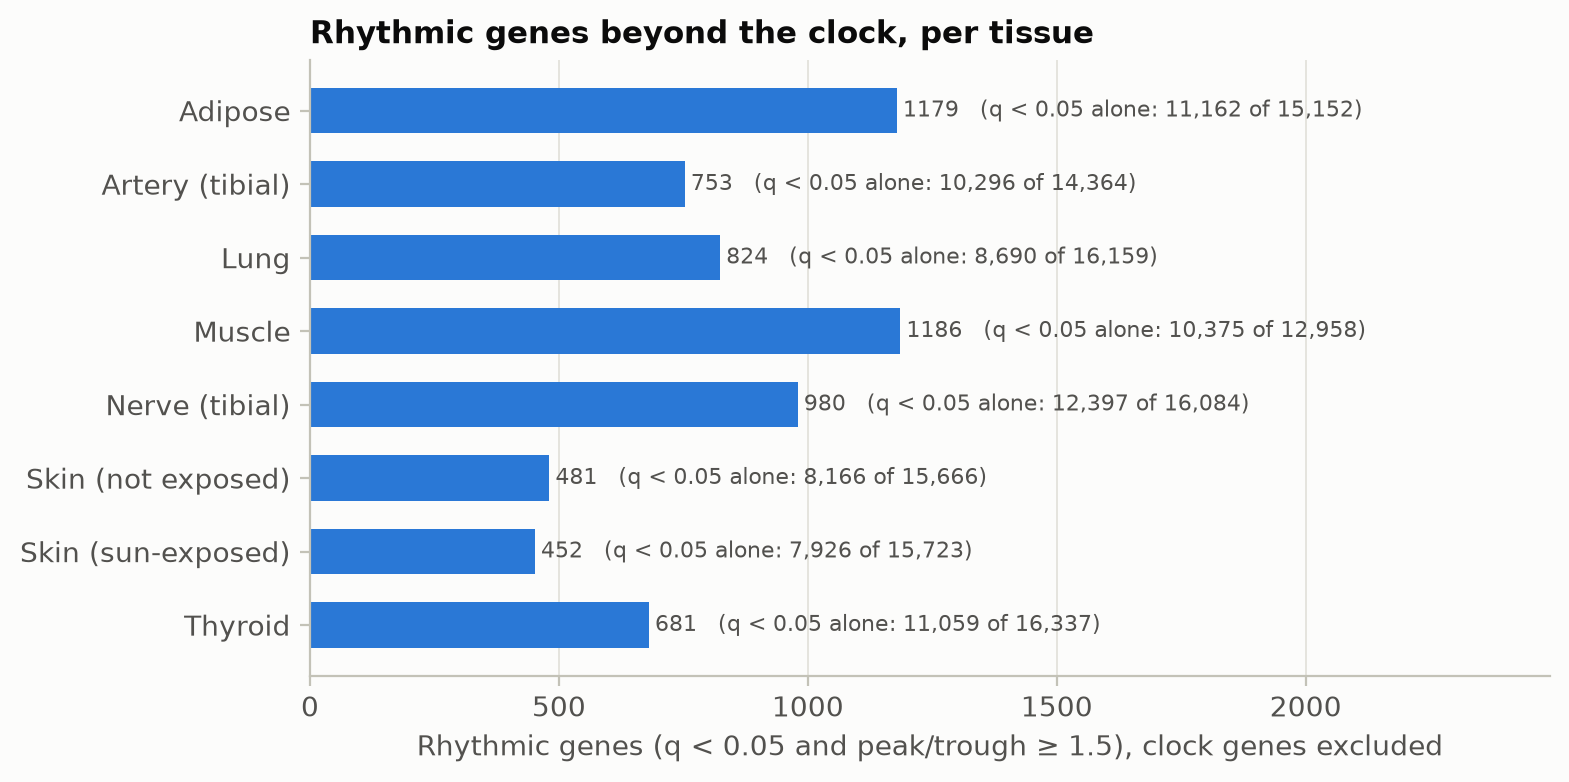 Rhythmic genes beyond the clock, per tissue
Adipose 1179 (q < 0.05 alone: 11,162 of 15,152)
Artery (tibial) 753 (q < 0.05 alone: 10,296 of 14,364)
Lung 824 (q < 0.05 alone: 8,690 of 16,159)
Muscle 1186 (q < 0.05 alone: 10,375 of 12,958)
Nerve (tibial) 980 (q < 0.05 alone: 12,397 of 16,084)
Skin (not exposed) 481 (q < 0.05 alone: 8,166 of 15,666)
Skin (sun-exposed) 452 (q < 0.05 alone: 7,926 of 15,723)
Thyroid 681 (q < 0.05 alone: 11,059 of 16,337)
0 500 1000 1500 2000
Rhythmic genes (q < 0.05 and peak/trough ≥ 1.5), clock genes excluded